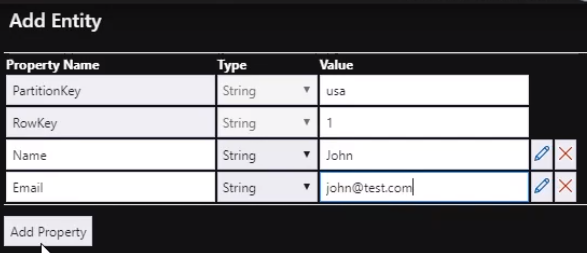 Add Entity
Property Name Type Value
PartitionKey String usa
RowKey String 1
Name String John
Email String john@test.com
Add Property